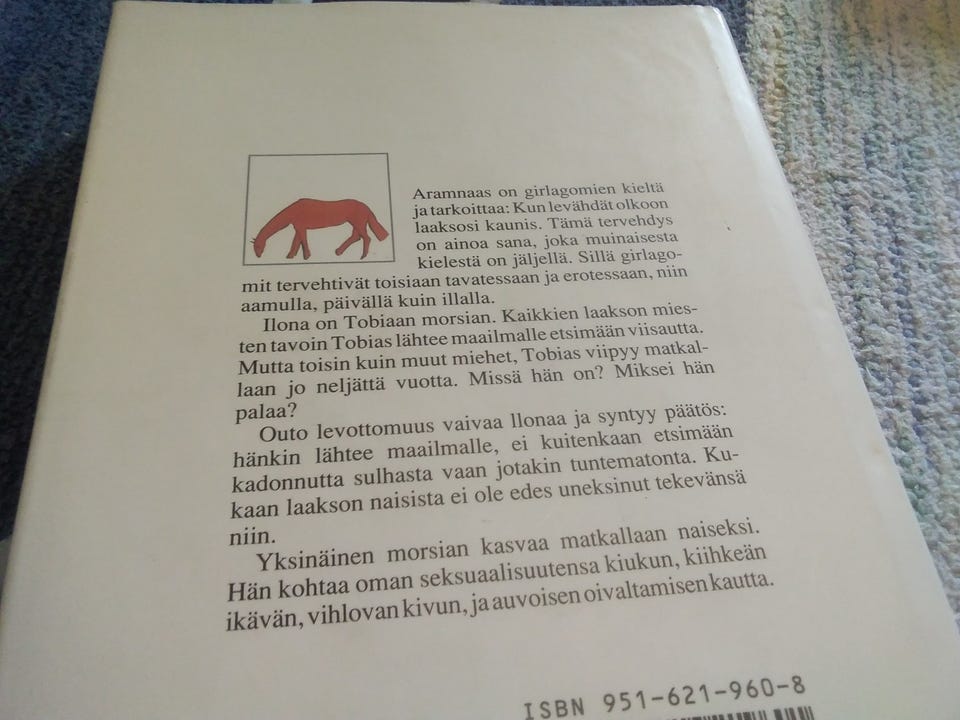 Aramnaas on girlagomien kieltä
ja tarkoittaa: Kun levähdät olkoon
laaksosi kaunis. Tämä tervehdys
on ainoa sana, joka muinaisesta
kielestä on jäljellä. Sillä girlago-
mit tervehtivät toisiaan tavatessaan ja erotessaan, niin
aamulla, päivällä kuin illalla.
Ilona on Tobiaan morsian. Kaikkien laakson mies-
ten tavoin Tobias lähtee maailmalle etsimään viisautta.
Mutta toisin kuin muut miehet, Tobias viipyy matkal-
laan jo neljättä vuotta. Missä hän on? Miksei hän
palaa?
Outo levottomuus vaivaa Ilonaa ja syntyy päätös:
hänkin lähtee maailmalle, ei kuitenkaan etsimään
kadonnutta sulhasta vaan jotakin tuntematonta. Ku-
kaan laakson naisista ei ole edes uneksinut tekevänsä
niin.
Yksinäinen morsian kasvaa matkallaan naiseksi.
Hän kohtaa oman seksuaalisuutensa kiukun, kiihkeän
ikävän, vihlovan kivun, ja auvoisen oivaltamisen kautta.
ISBN 951-621-960-8